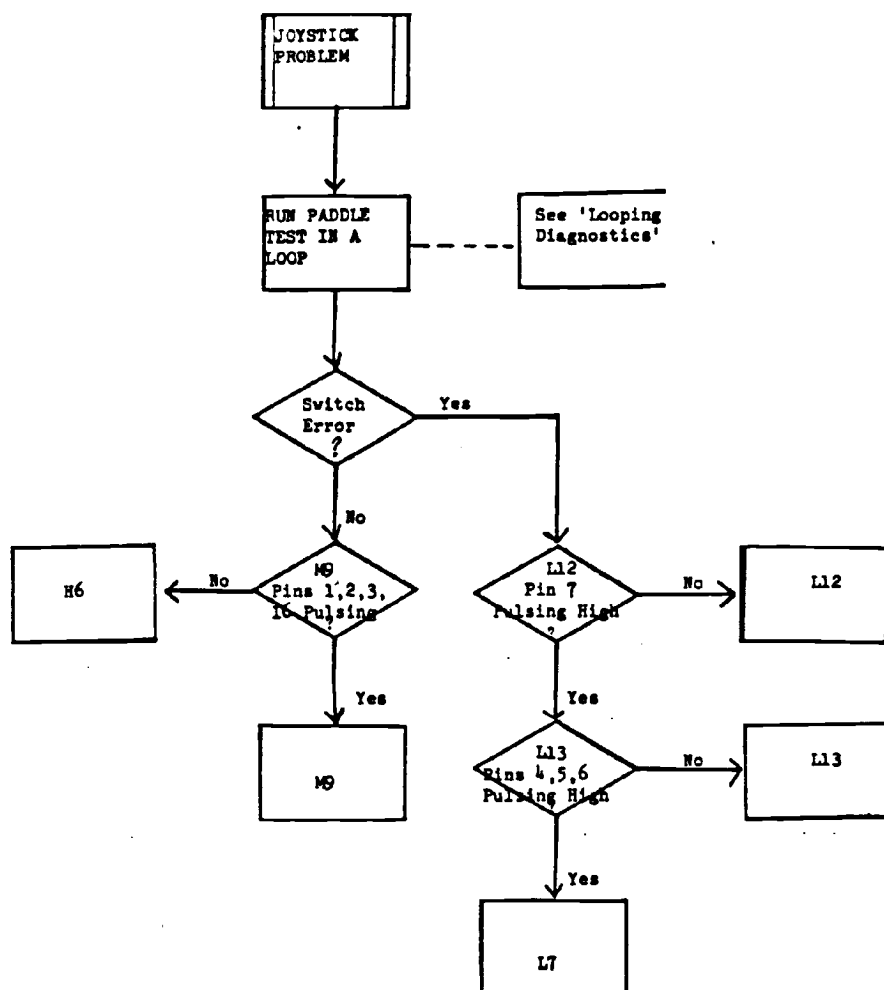 JOYSTICK
PROBLEM
RUN PADDLE
TEST IN A
LOOP
See 'Looping
Diagnostics'
Switch
Error
?
Yes
No
M9
Pins 1,2,3,
16 Pulsing
?
No
H6
Yes
M9
L12
Pin 7
Pulsing High
?
No
L12
Yes
L13
Pins 4,5,6
Pulsing High
?
No
L13
Yes
L7